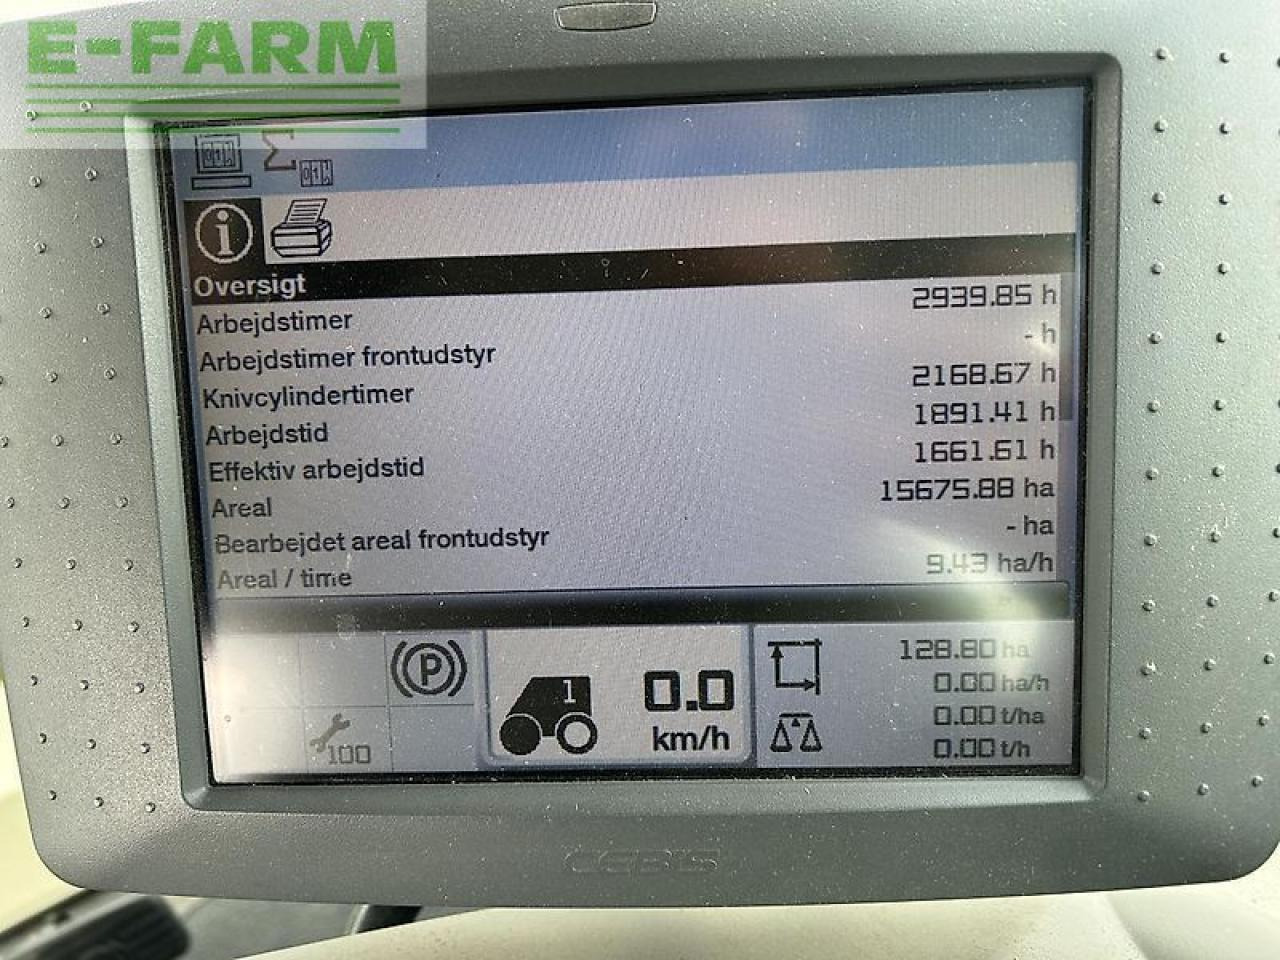 E-FARM
Oversigt
Arbejdstimer 2939.85 h
Arbejdstimer frontudstyr - h
Knivcylindertimer 2168.67 h
Arbejdstid 1891.41 h
Effektiv arbejdstid 1661.61 h
Areal 15675.88 ha
Bearbejdet areal frontudstyr - ha
Areal / time 9.43 ha/h
P
1
0.0
km/h
100
128.80 ha
0.00 ha/h
0.00 t/ha
0.00 t/h
CEBIS